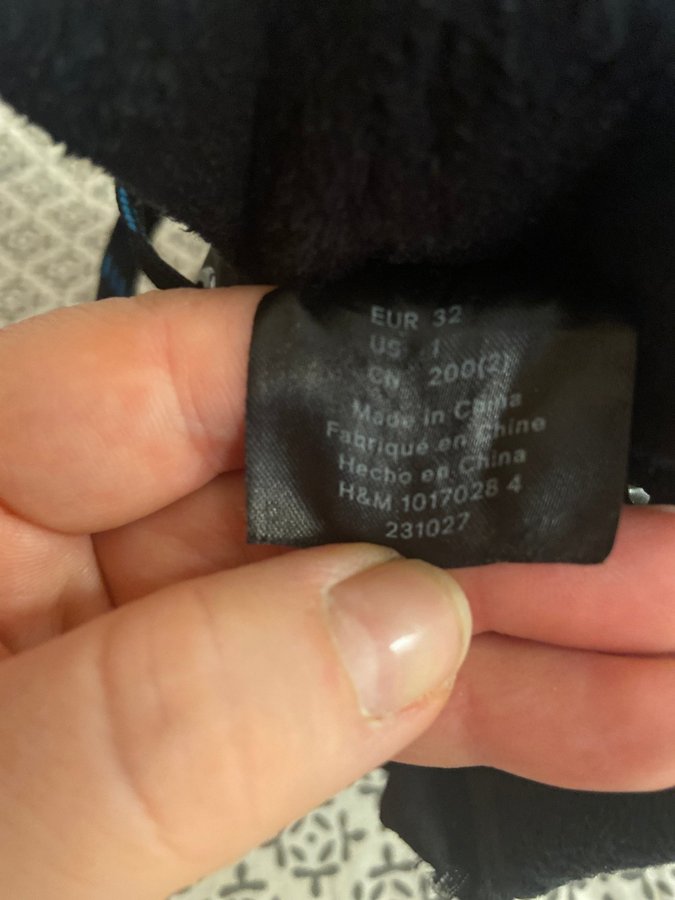 EUR 32
US 1
CN 200(2)
Made in China
Fabriqué en Chine
Hecho en China
H&M 1017028 4
231027